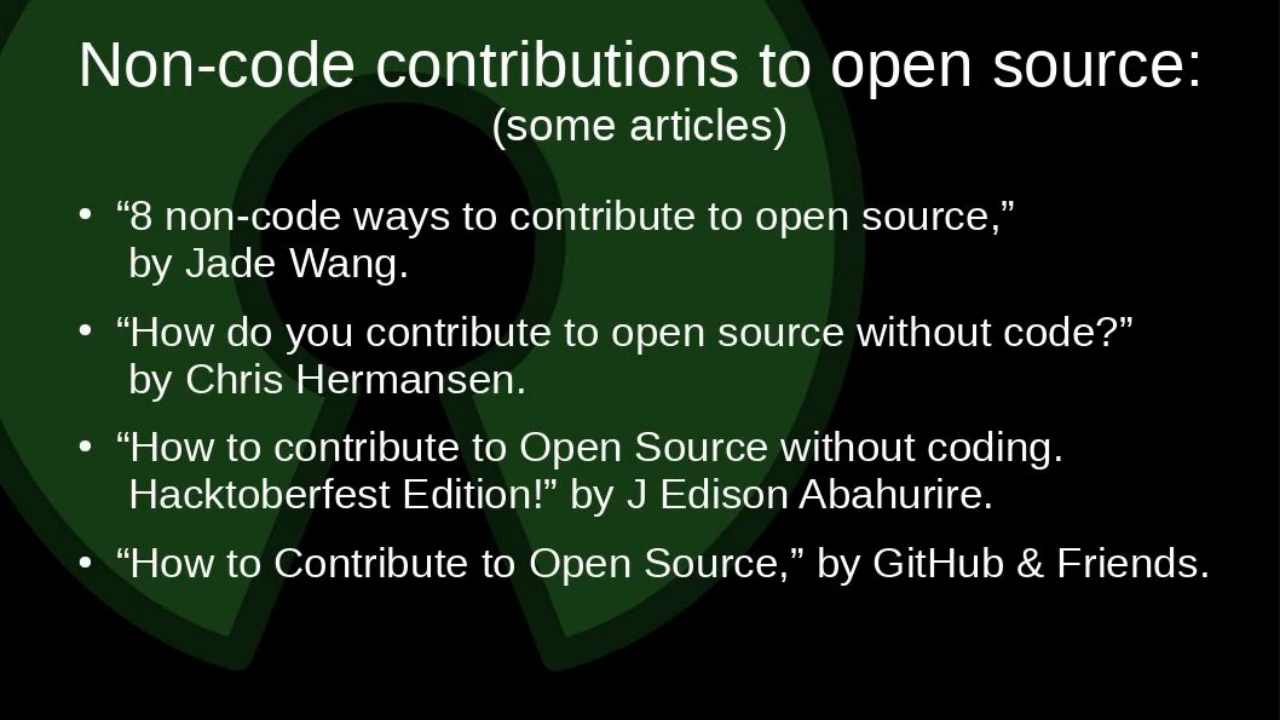 Non-code contributions to open source:
(some articles)
• “8 non-code ways to contribute to open source,”
by Jade Wang.
• “How do you contribute to open source without code?”
by Chris Hermansen.
• “How to contribute to Open Source without coding.
Hacktoberfest Edition!” by J Edison Abahurire.
• “How to Contribute to Open Source,” by GitHub & Friends.